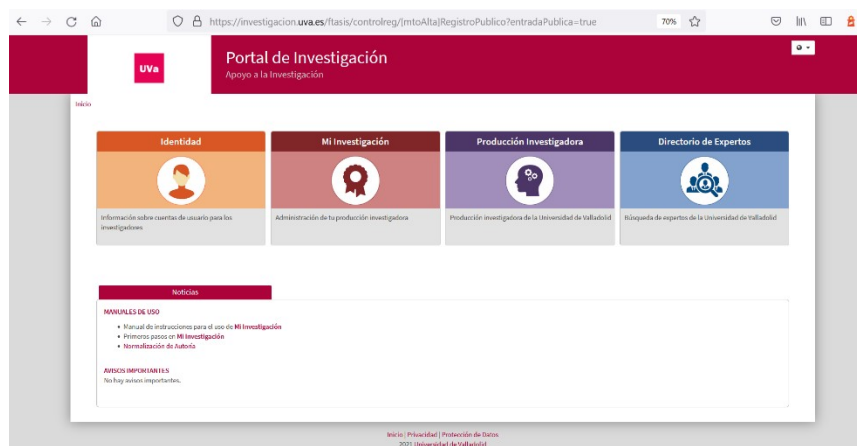 https://investigacion.uva.es/ftasis/controlreg/[mtoAlta]RegistroPublico?entradaPublica=true
70%
UVa
Portal de Investigación
Apoyo a la Investigación
Inicio
Identidad
Mi Investigación
Producción Investigadora
Directorio de Expertos
Información sobre cuentas de usuario para los
investigadores
Administración de tu producción investigadora
Producción investigadora de la Universidad de Valladolid
Búsqueda de expertos de la Universidad de Valladolid
Noticias
MANUALES DE USO
Manual de instrucciones para el uso de Mi Investigación
Primeros pasos en Mi Investigación
Normalización de Autoría
AVISOS IMPORTANTES
No hay avisos importantes.
Inicio | Privacidad | Protección de Datos
2021 Universidad de Valladolid